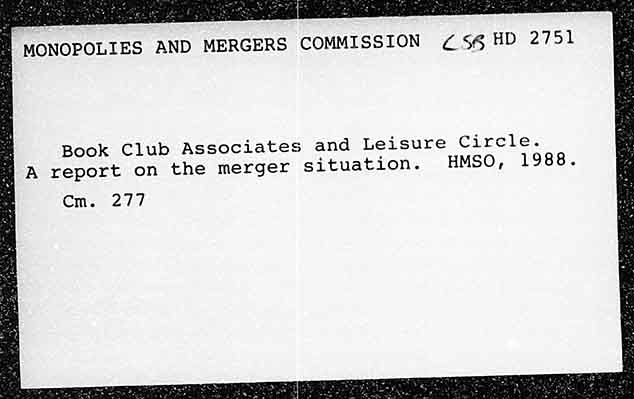 MONOPOLIES AND MERGERS COMMISSION CSB HD 2751
Book Club Associates and Leisure Circle.
A report on the merger situation. HMSO, 1988.
Cm. 277